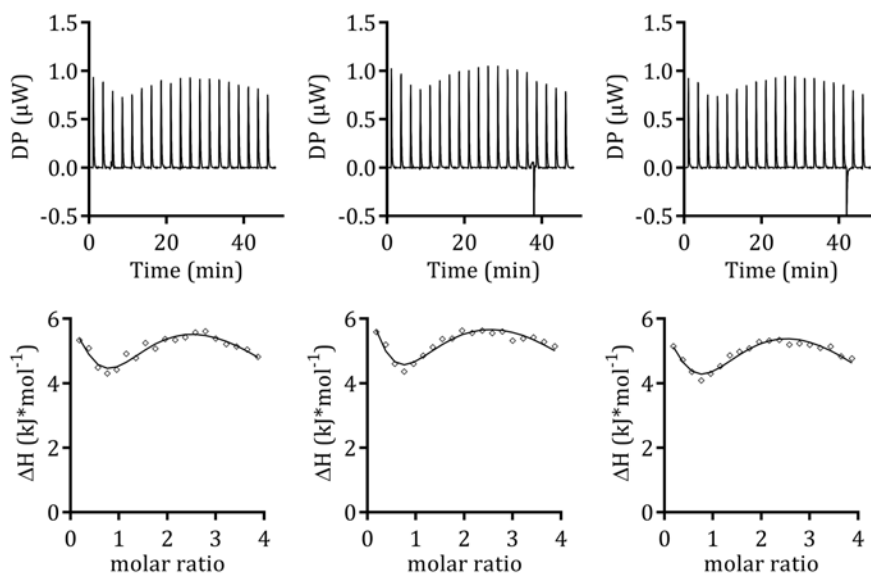 1.5 1.5 1.5
1.0 1.0 1.0
0.5 0.5 0.5
0.0 0.0 0.0
-0.5 -0.5 -0.5
DP (µW) DP (µW) DP (µW)
0 20 40 0 20 40 0 20 40
Time (min) Time (min) Time (min)
6 6 6
4 4 4
2 2 2
0 0 0
ΔH (kJ*mol-1) ΔH (kJ*mol-1) ΔH (kJ*mol-1)
0 1 2 3 4 0 1 2 3 4 0 1 2 3 4
molar ratio molar ratio molar ratio